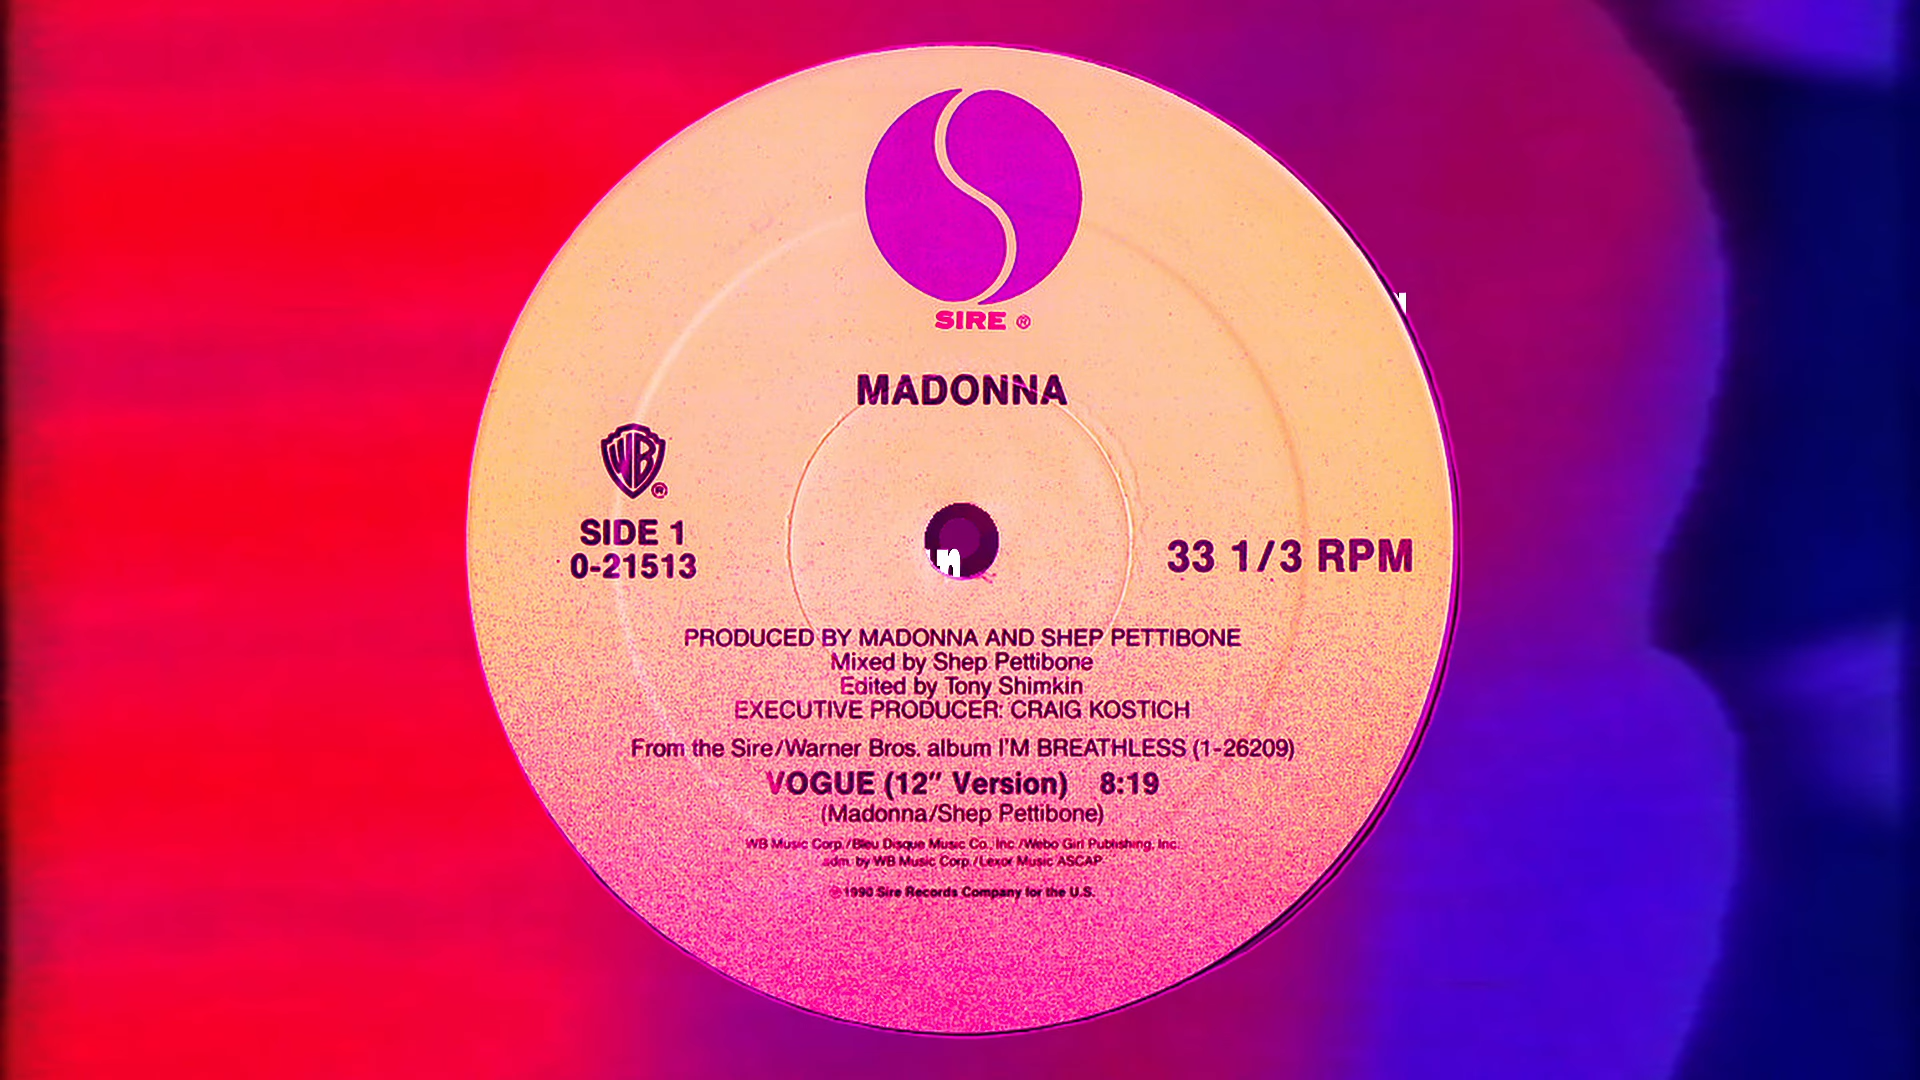 SIRE ®
MADONNA
WB ®
SIDE 1
0-21513
33 1/3 RPM
PRODUCED BY MADONNA AND SHEP PETTIBONE
Mixed by Shep Pettibone
Edited by Tony Shimkin
EXECUTIVE PRODUCER: CRAIG KOSTICH
From the Sire/Warner Bros. album I'M BREATHLESS (1-26209)
VOGUE (12" Version) 8:19
(Madonna/Shep Pettibone)
WB Music Corp./Bleu Disque Music Co., Inc./Webo Girl Publishing, Inc.
adm. by WB Music Corp./Lexor Music ASCAP
℗ 1990 Sire Records Company for the U.S.